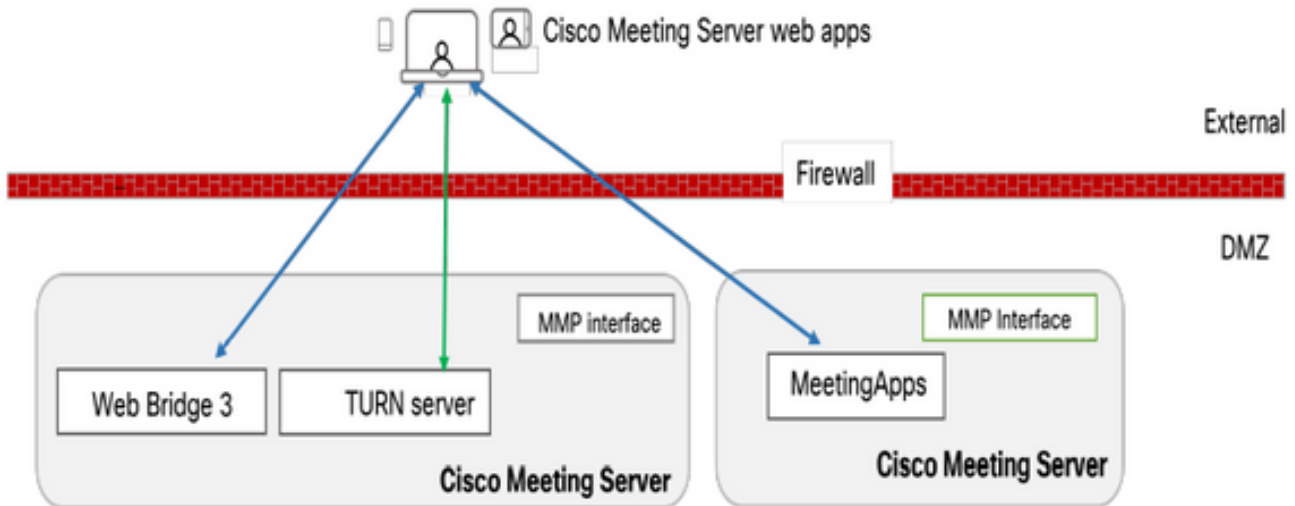 Cisco Meeting Server web apps
External
Firewall
DMZ
MMP interface
MMP Interface
Web Bridge 3
TURN server
MeetingApps
Cisco Meeting Server
Cisco Meeting Server